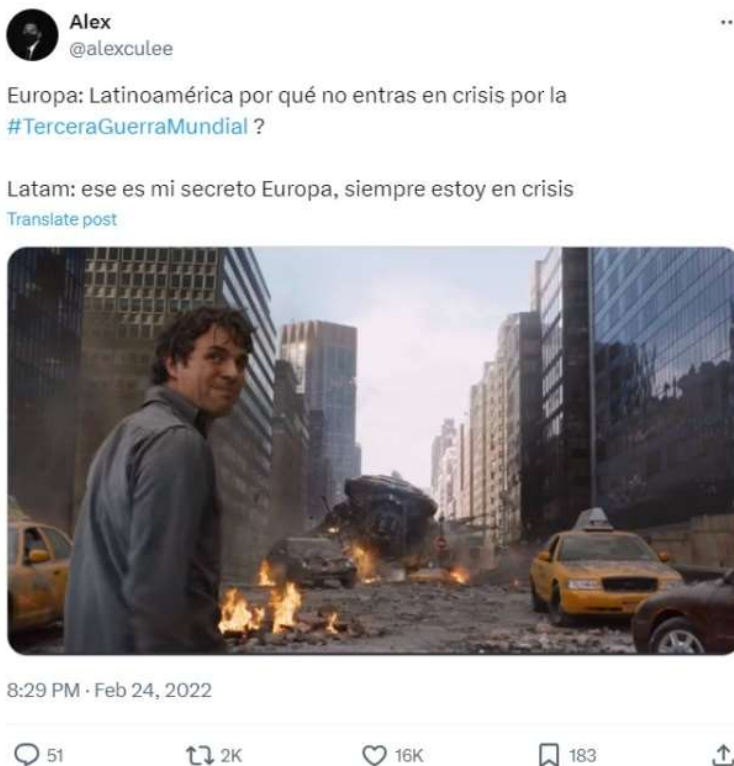 Alex
@alexculee
Europa: Latinoamérica por qué no entras en crisis por la
#TerceraGuerraMundial ?
Latam: ese es mi secreto Europa, siempre estoy en crisis
Translate post
8:29 PM · Feb 24, 2022
51 2K 16K 183